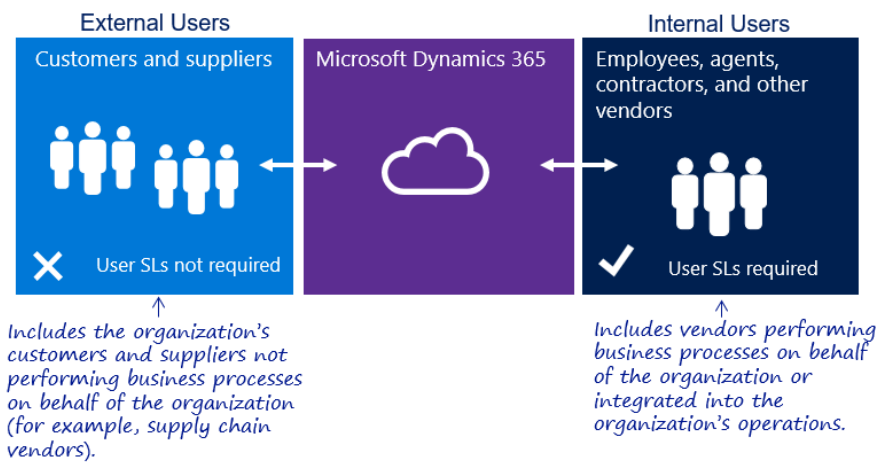 External Users
Internal Users
Customers and suppliers
Microsoft Dynamics 365
Employees, agents,
contractors, and other
vendors
User SLs not required
User SLs required
Includes the organization's
customers and suppliers not
performing business processes
on behalf of the organization
(for example, supply chain
vendors).
Includes vendors performing
business processes on behalf
of the organization or
integrated into the
organization's operations.